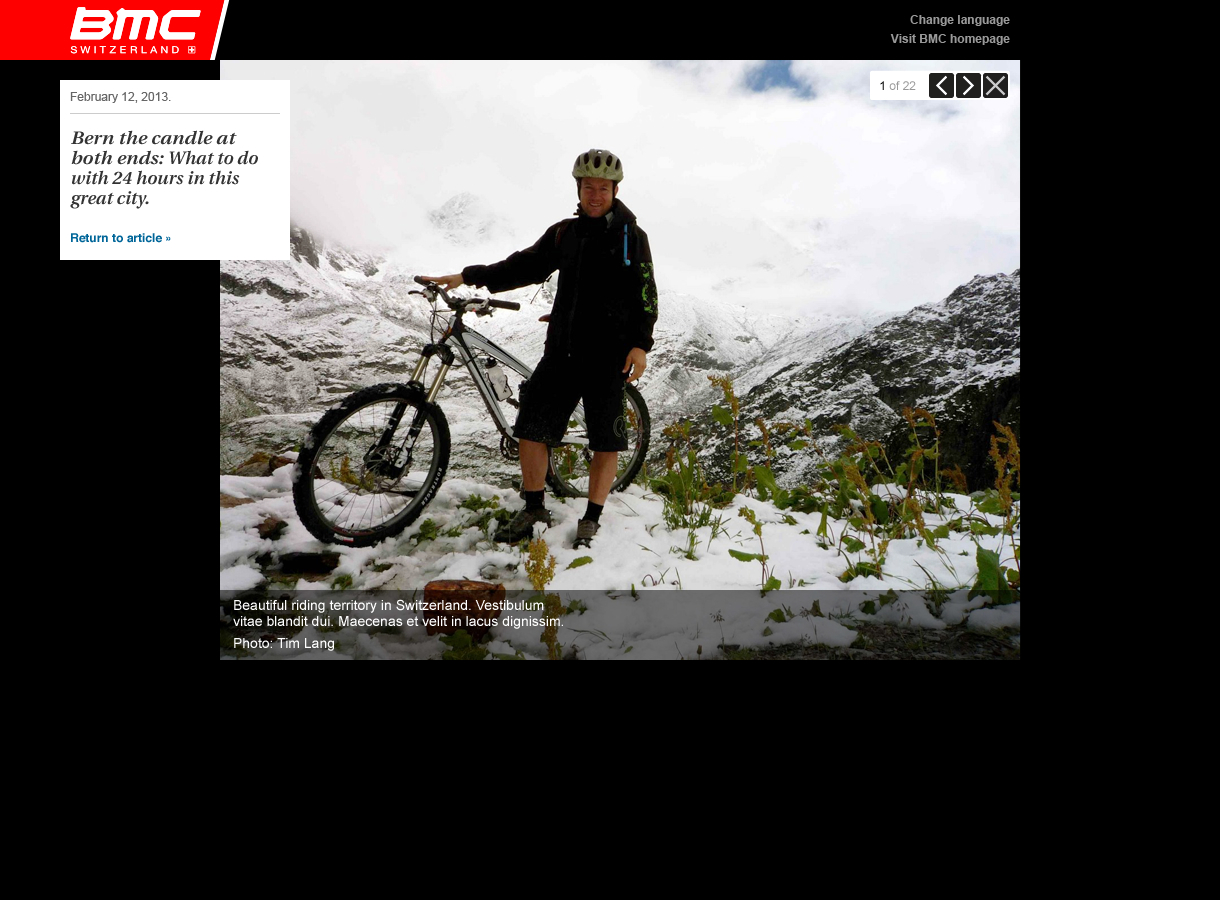 BMC
SWITZERLAND
Change language
Visit BMC homepage
February 12, 2013.
Bern the candle at
both ends: What to do
with 24 hours in this
great city.
Return to article »
1 of 22
Beautiful riding territory in Switzerland. Vestibulum
vitae blandit dui. Maecenas et velit in lacus dignissim.
Photo: Tim Lang